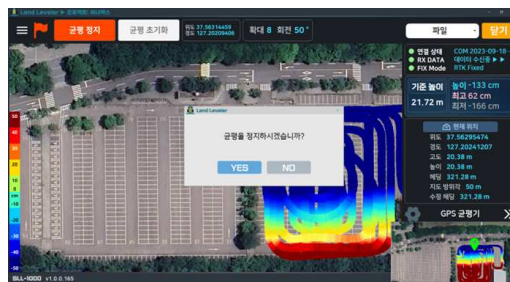 Land Leveler
균평 정지
균평 초기화
위도 37.56314459
경도 127.20209406
확대 8 회전 50°
파일
닫기
연결 상태 COM 2023-09-18-
RX DATA 데이터 수신중 ▶ ▶
FIX Mode RTK Fixed
기준 높이
21.72 m
높이 -133 cm
최고 62 cm
최저 -166 cm
현재 위치
위도 37.56295474
경도 127.20241207
고도 20.38 m
높이 20.38 m
헤딩 321.28 m
지도 방위각 50 m
수정 헤딩 321.28 m
GPS 균평기
Land Leveler
균평을 정지하시겠습니까?
YES
NO
50
40
30
20
10
0
cm
-10
-20
-30
-40
-50
SLL-1000 v1.0.0.165